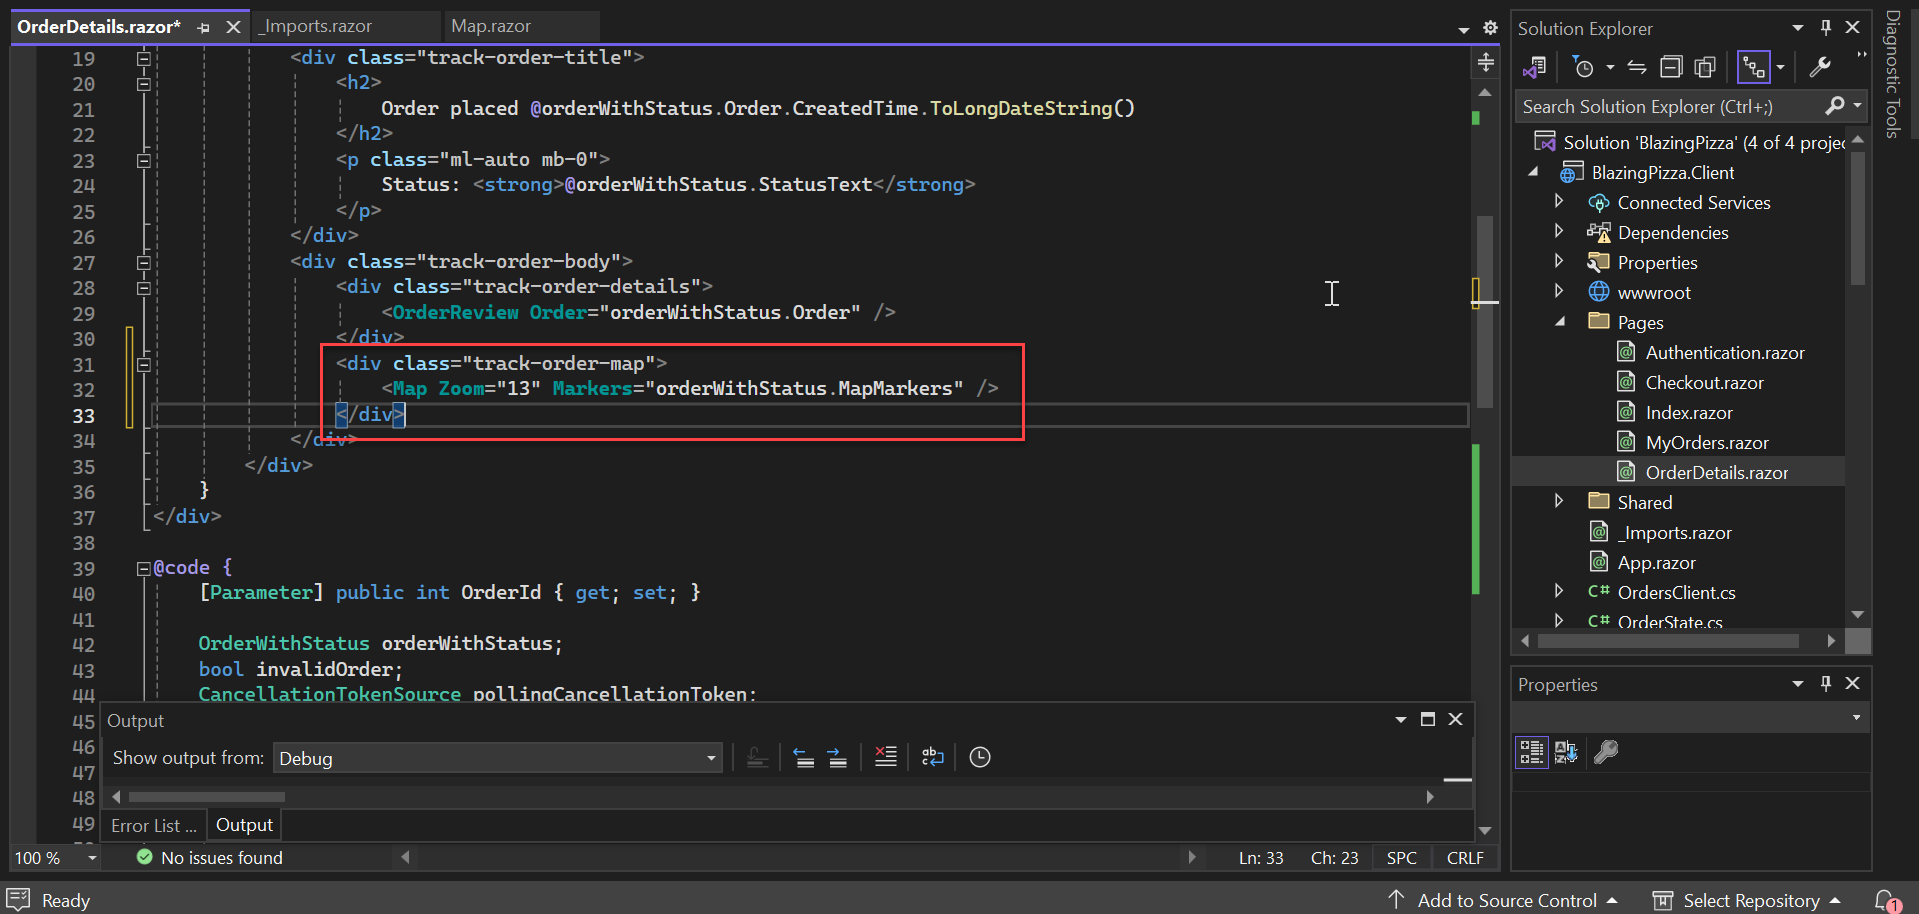 OrderDetails.razor*
_Imports.razor
Map.razor
19 <div class="track-order-title">
20 <h2>
21 Order placed @orderWithStatus.Order.CreatedTime.ToLongDateString()
22 </h2>
23 <p class="ml-auto mb-0">
24 Status: <strong>@orderWithStatus.StatusText</strong>
25 </p>
26 </div>
27 <div class="track-order-body">
28 <div class="track-order-details">
29 <OrderReview Order="orderWithStatus.Order" />
30 </div>
31 <div class="track-order-map">
32 <Map Zoom="13" Markers="orderWithStatus.MapMarkers" />
33 </div>
34 </div>
35 </div>
36 }
37 </div>
38
39 @code {
40 [Parameter] public int OrderId { get; set; }
41
42 OrderWithStatus orderWithStatus;
43 bool invalidOrder;
44 CancellationTokenSource pollingCancellationToken;
45
46
47
48
49
Output
Show output from: Debug
Error List ...
Output
100 %
No issues found
Ln: 33
Ch: 23
SPC
CRLF
Solution Explorer
Search Solution Explorer (Ctrl+;)
Solution 'BlazingPizza' (4 of 4 projec
BlazingPizza.Client
Connected Services
Dependencies
Properties
wwwroot
Pages
Authentication.razor
Checkout.razor
Index.razor
MyOrders.razor
OrderDetails.razor
Shared
_Imports.razor
App.razor
C# OrdersClient.cs
C# OrderState.cs
Properties
Diagnostic Tools
Ready
Add to Source Control
Select Repository
1